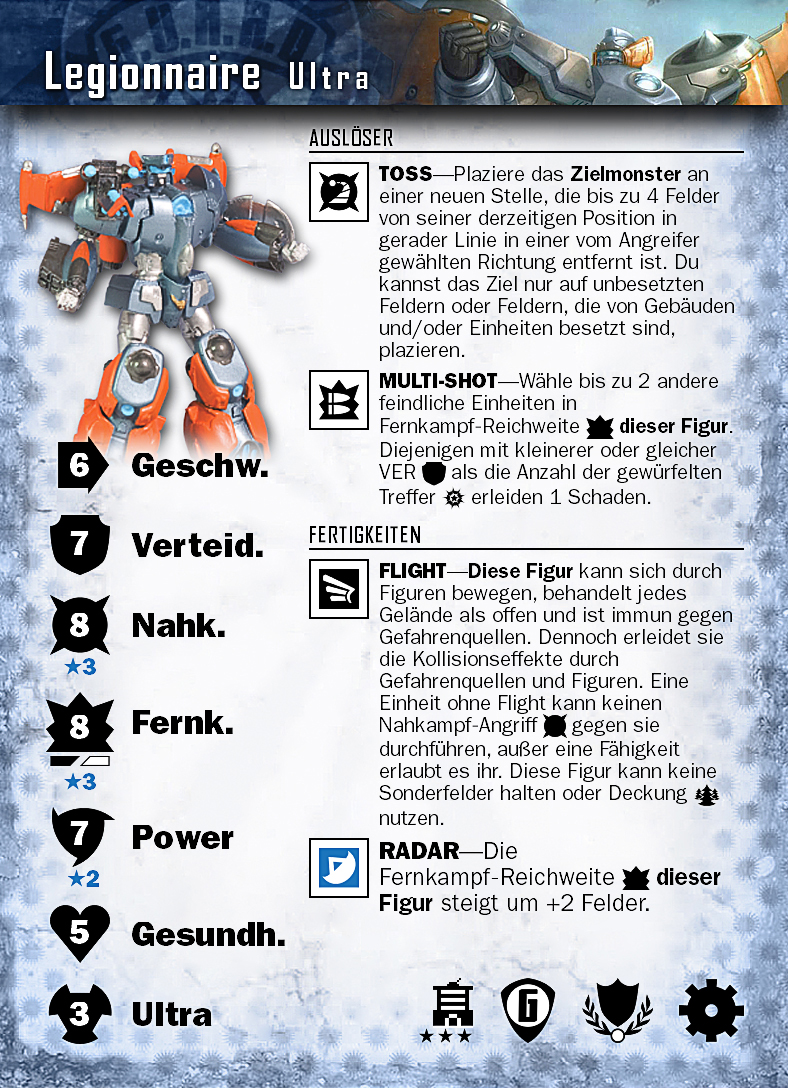 G.U.A.R.D
Legionnaire Ultra
AUSLÖSER
TOSS—Plaziere das Zielmonster an
einer neuen Stelle, die bis zu 4 Felder
von seiner derzeitigen Position in
gerader Linie in einer vom Angreifer
gewählten Richtung entfernt ist. Du
kannst das Ziel nur auf unbesetzten
Feldern oder Feldern, die von Gebäuden
und/oder Einheiten besetzt sind,
plazieren.
MULTI-SHOT—Wähle bis zu 2 andere
feindliche Einheiten in
Fernkampf-Reichweite dieser Figur.
Diejenigen mit kleinerer oder gleicher
VER als die Anzahl der gewürfelten
Treffer erleiden 1 Schaden.
FERTIGKEITEN
FLIGHT—Diese Figur kann sich durch
Figuren bewegen, behandelt jedes
Gelände als offen und ist immun gegen
Gefahrenquellen. Dennoch erleidet sie
die Kollisionseffekte durch
Gefahrenquellen und Figuren. Eine
Einheit ohne Flight kann keinen
Nahkampf-Angriff gegen sie
durchführen, außer eine Fähigkeit
erlaubt es ihr. Diese Figur kann keine
Sonderfelder halten oder Deckung
nutzen.
RADAR—Die
Fernkampf-Reichweite dieser
Figur steigt um +2 Felder.
6 Geschw.
7 Verteid.
8 Nahk.
★3
8 Fernk.
★3
7 Power
★2
5 Gesundh.
3 Ultra
★★★
G